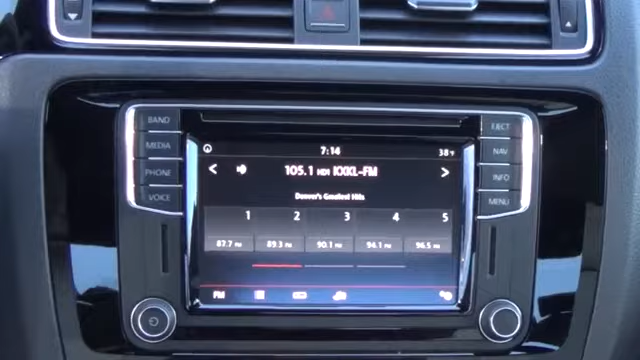 BAND
MEDIA
PHONE
VOICE
EJECT
NAV
INFO
MENU
7:14
38°F
< 105.1 HD1 KXKL-FM >
Denver's Greatest Hits
1 2 3 4 5
87.7 FM 89.3 FM 90.1 FM 94.1 FM 96.5 FM
FM